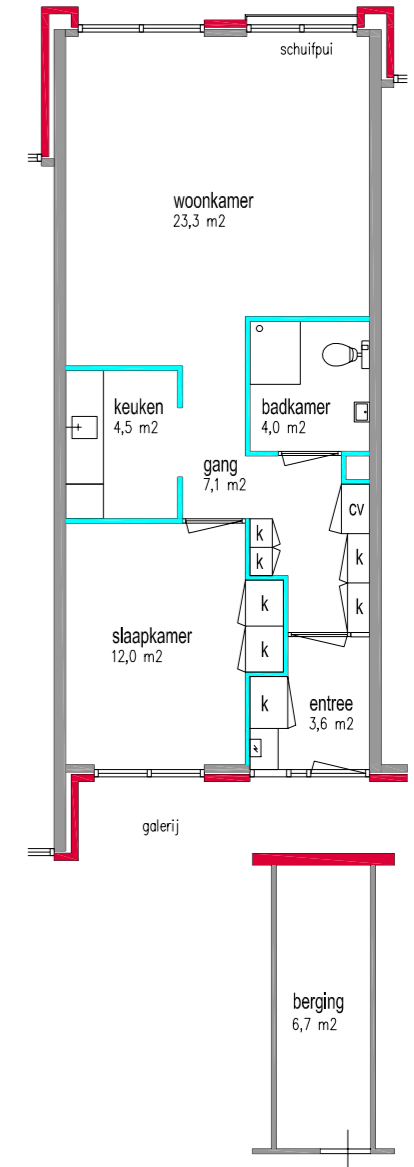 schuifpui
woonkamer
23,3 m2
keuken
4,5 m2
badkamer
4,0 m2
gang
7,1 m2
cv
k
k
k
k
k
k
slaapkamer
12,0 m2
k
entree
3,6 m2
galerij
berging
6,7 m2